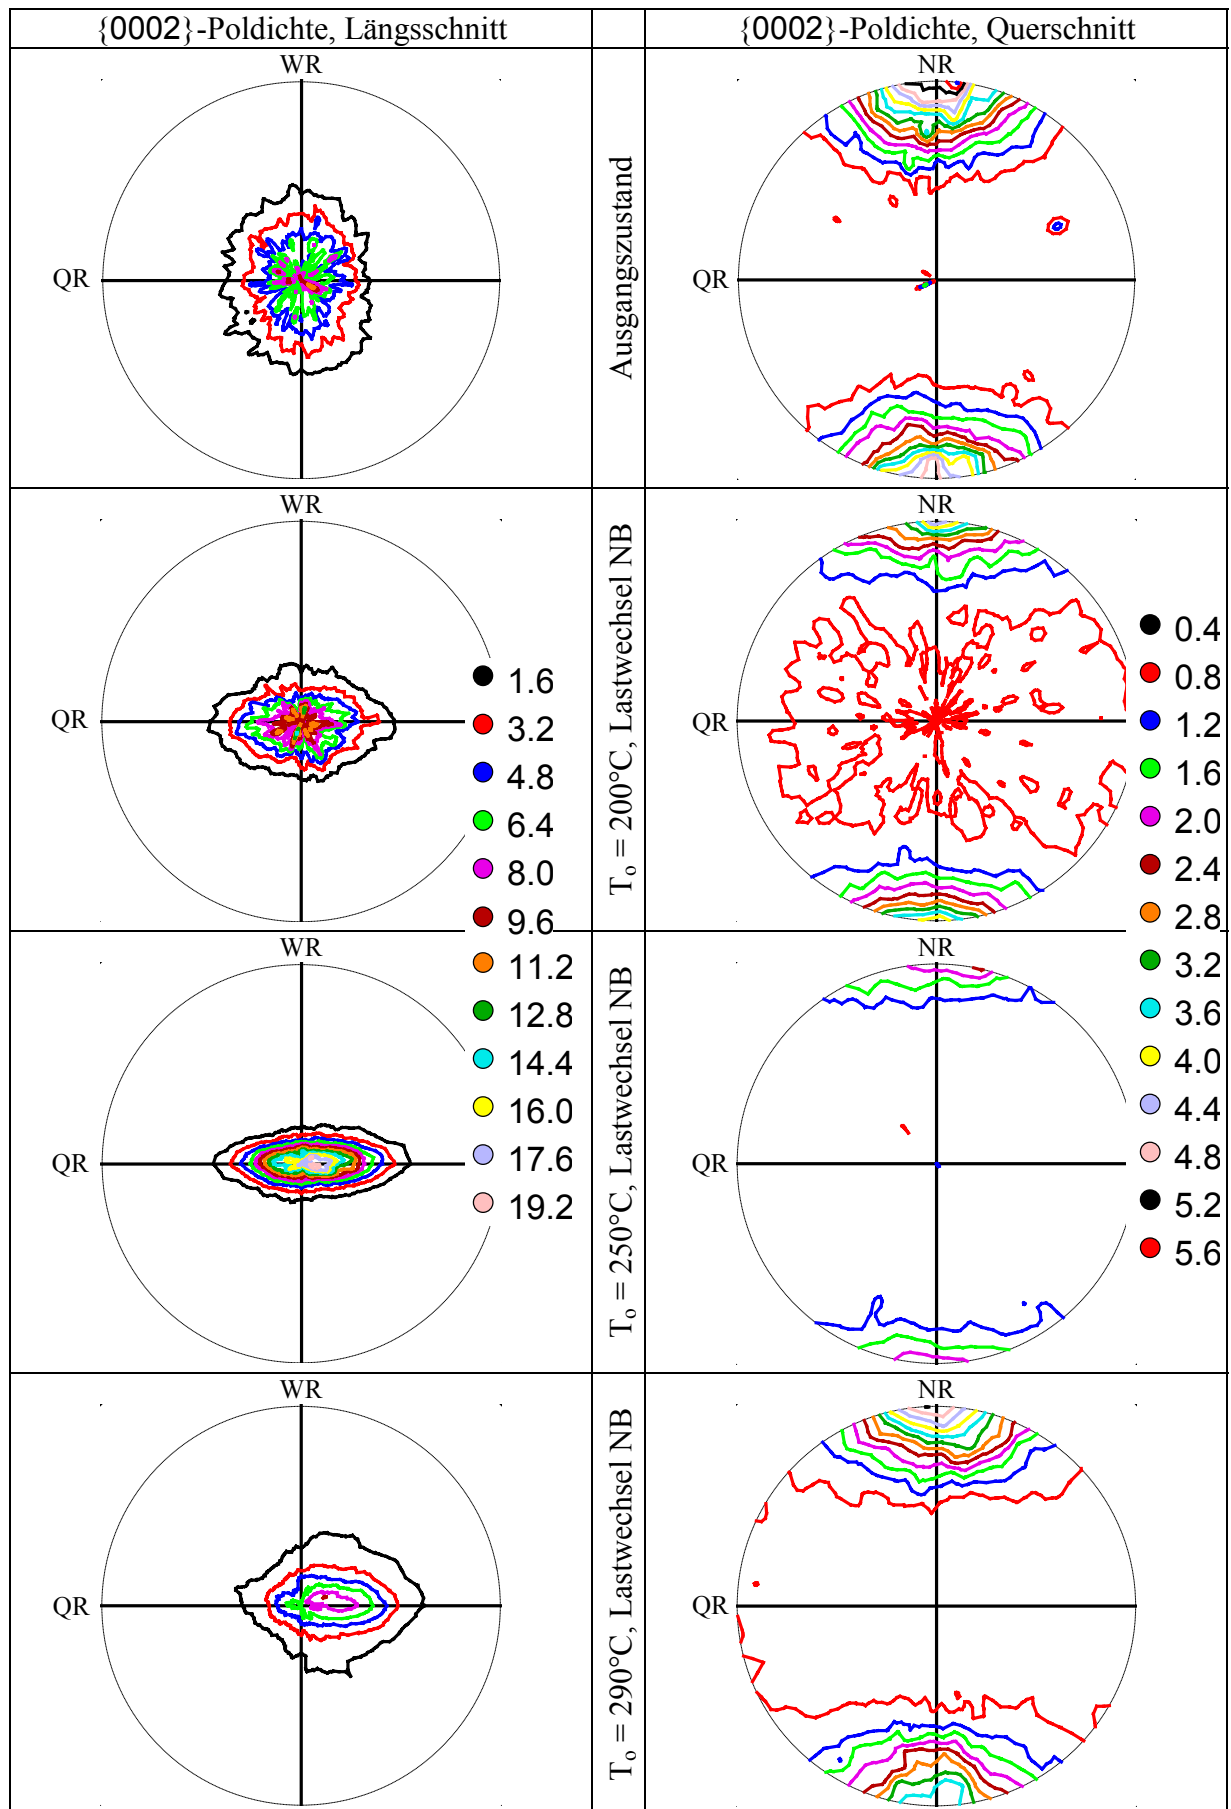 {0002}-Poldichte, Längsschnitt
{0002}-Poldichte, Querschnitt
WR
QR
Ausgangszustand
NR
QR
QR
T₀ = 200°C, Lastwechsel NB
NR
QR
1.6
3.2
4.8
6.4
8.0
9.6
11.2
12.8
14.4
16.0
17.6
19.2
0.4
0.8
1.2
1.6
2.0
2.4
2.8
3.2
3.6
4.0
4.4
4.8
5.2
5.6
WR
QR
T₀ = 250°C, Lastwechsel NB
NR
QR
WR
QR
T₀ = 290°C, Lastwechsel NB
NR
QR